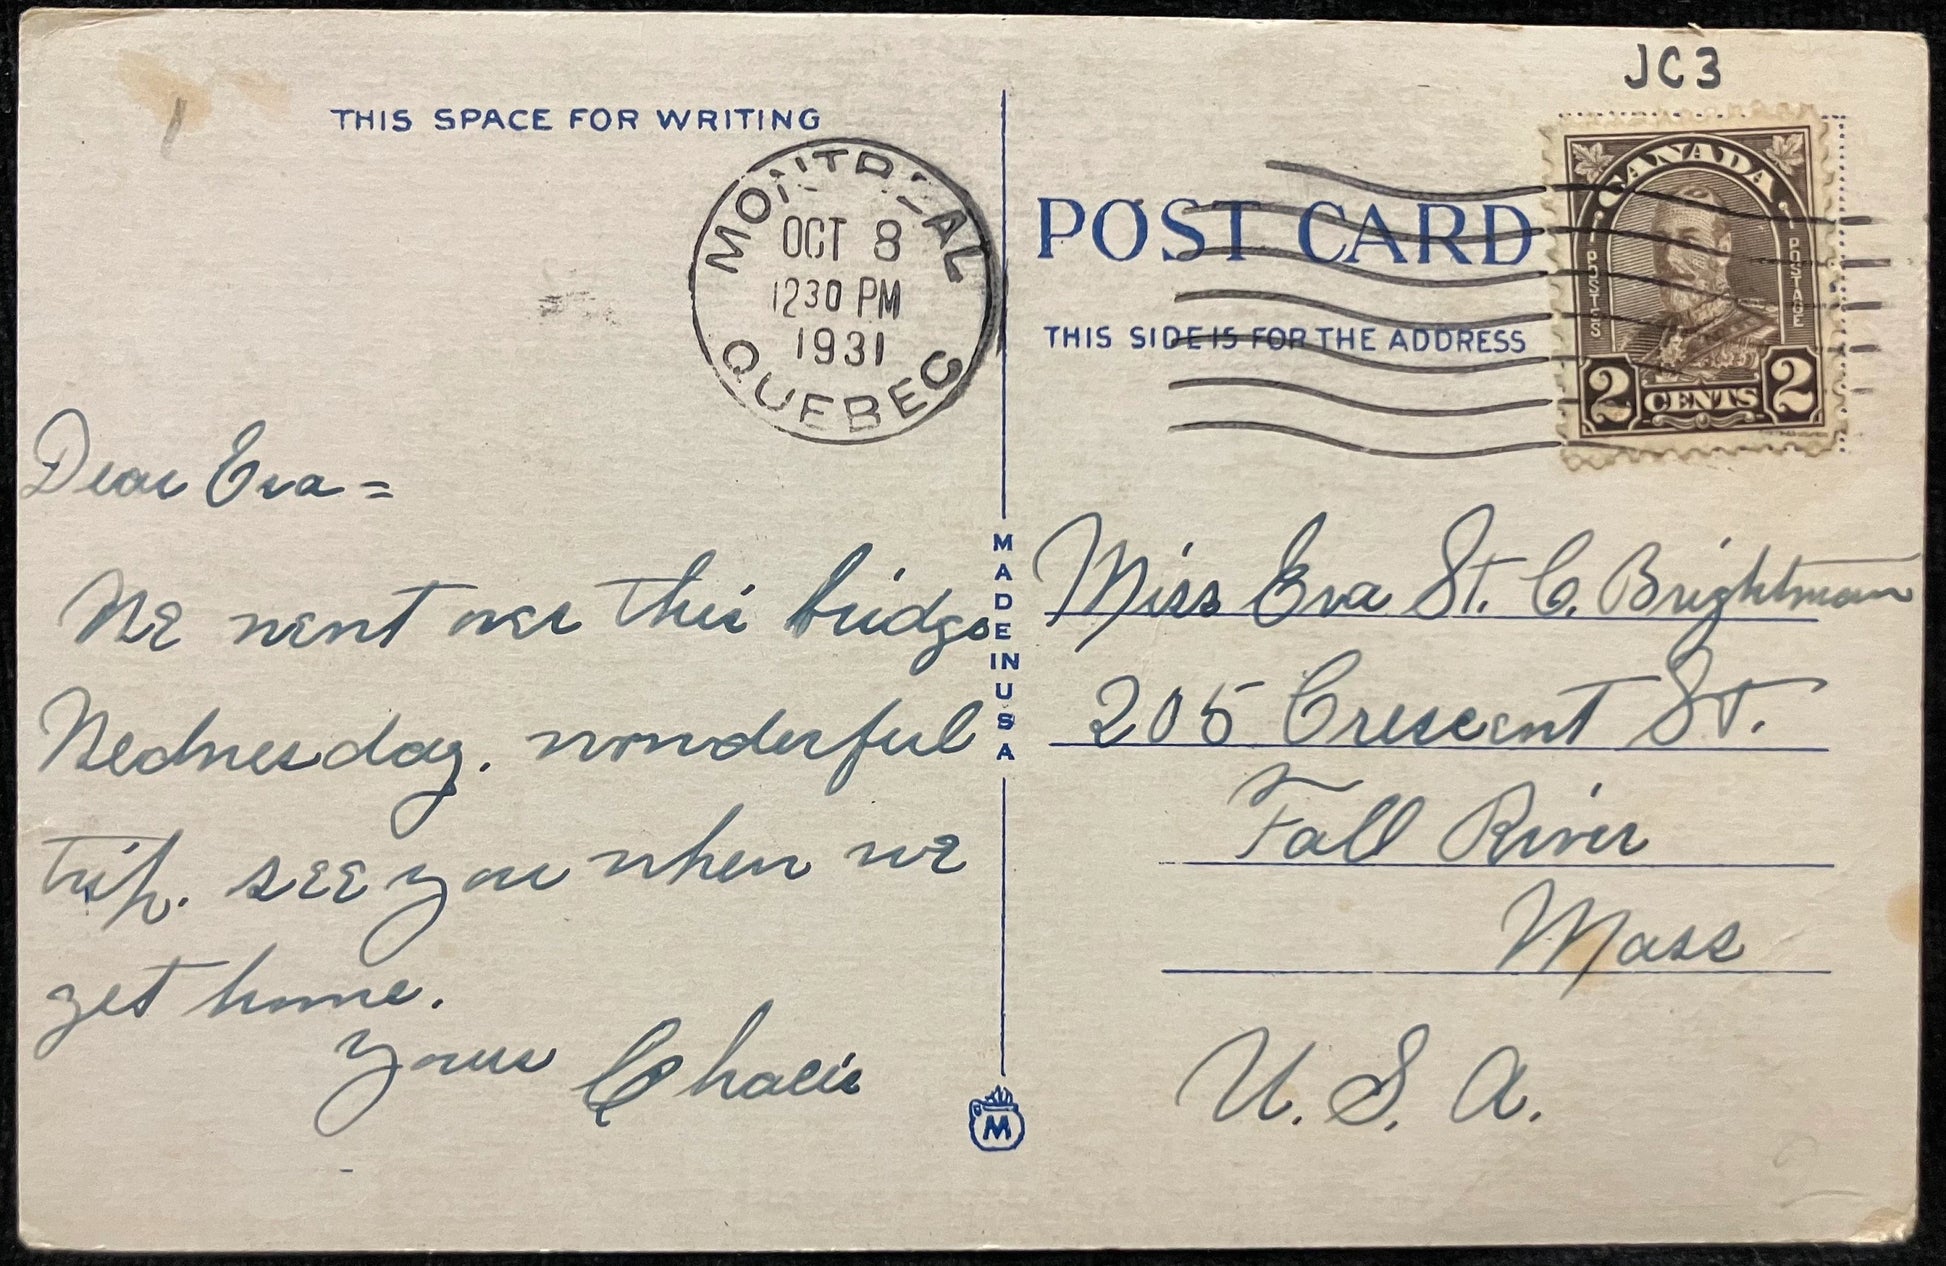 JC3
THIS SPACE FOR WRITING
MONTREAL
OCT 8
1230 PM
1931
QUEBEC
POST CARD
THIS SIDE IS FOR THE ADDRESS
CANADA
POSTES
POSTAGE
2 CENTS 2
Dear Eva =
We went over this bridge
Wednesday. wonderful
trip. see you when we
get home.
Yours
MADE IN USA
M
Miss Eva St. C. Brightman
205 Crescent St.
Fall River
Mass
U. S. A.